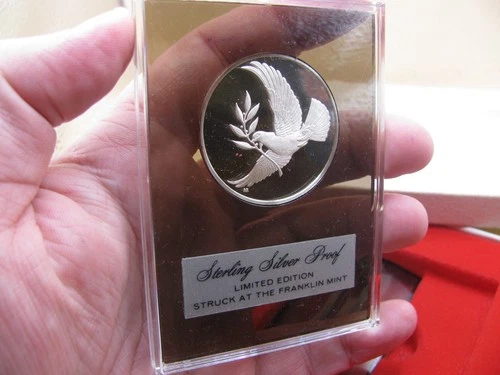 Sterling Silver Proof
LIMITED EDITION
STRUCK AT THE FRANKLIN MINT